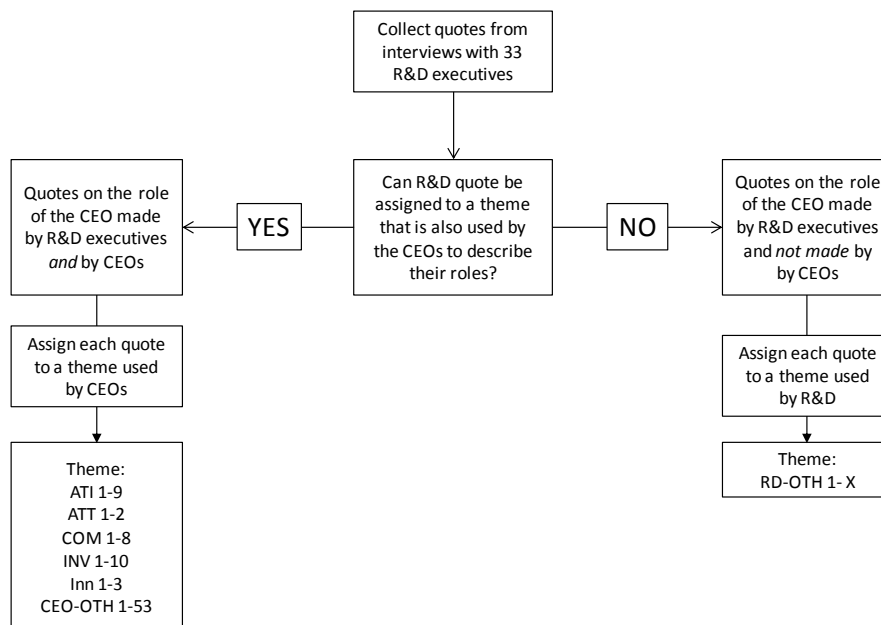 Collect quotes from
interviews with 33
R&D executives
Quotes on the role
of the CEO made
by R&D executives
and by CEOs
YES
Can R&D quote be
assigned to a theme
that is also used by
the CEOs to describe
their roles?
NO
Quotes on the role
of the CEO made
by R&D executives
and not made by
by CEOs
Assign each quote
to a theme used
by CEOs
Assign each quote
to a theme used
by R&D
Theme:
ATI 1-9
ATT 1-2
COM 1-8
INV 1-10
Inn 1-3
CEO-OTH 1-53
Theme:
RD-OTH 1- X